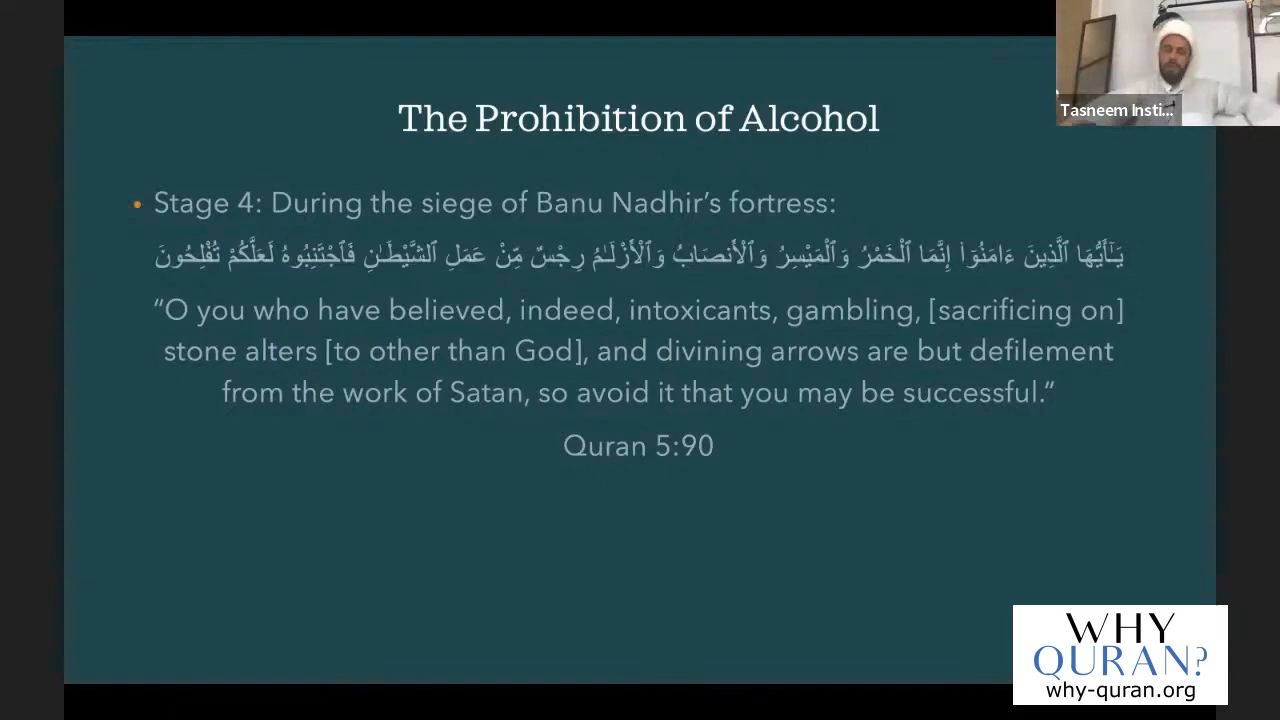 Tasneem Insti...
The Prohibition of Alcohol
• Stage 4: During the siege of Banu Nadhir’s fortress:
يَـٰٓأَيُّهَا ٱلَّذِينَ ءَامَنُوٓا۟ إِنَّمَا ٱلْخَمْرُ وَٱلْمَيْسِرُ وَٱلْأَنصَابُ وَٱلْأَزْلَـٰمُ رِجْسٌ مِّنْ عَمَلِ ٱلشَّيْطَـٰنِ فَٱجْتَنِبُوهُ لَعَلَّكُمْ تُفْلِحُونَ
“O you who have believed, indeed, intoxicants, gambling, [sacrificing on]
stone alters [to other than God], and divining arrows are but defilement
from the work of Satan, so avoid it that you may be successful.”
Quran 5:90
WHY
QURAN?
why-quran.org